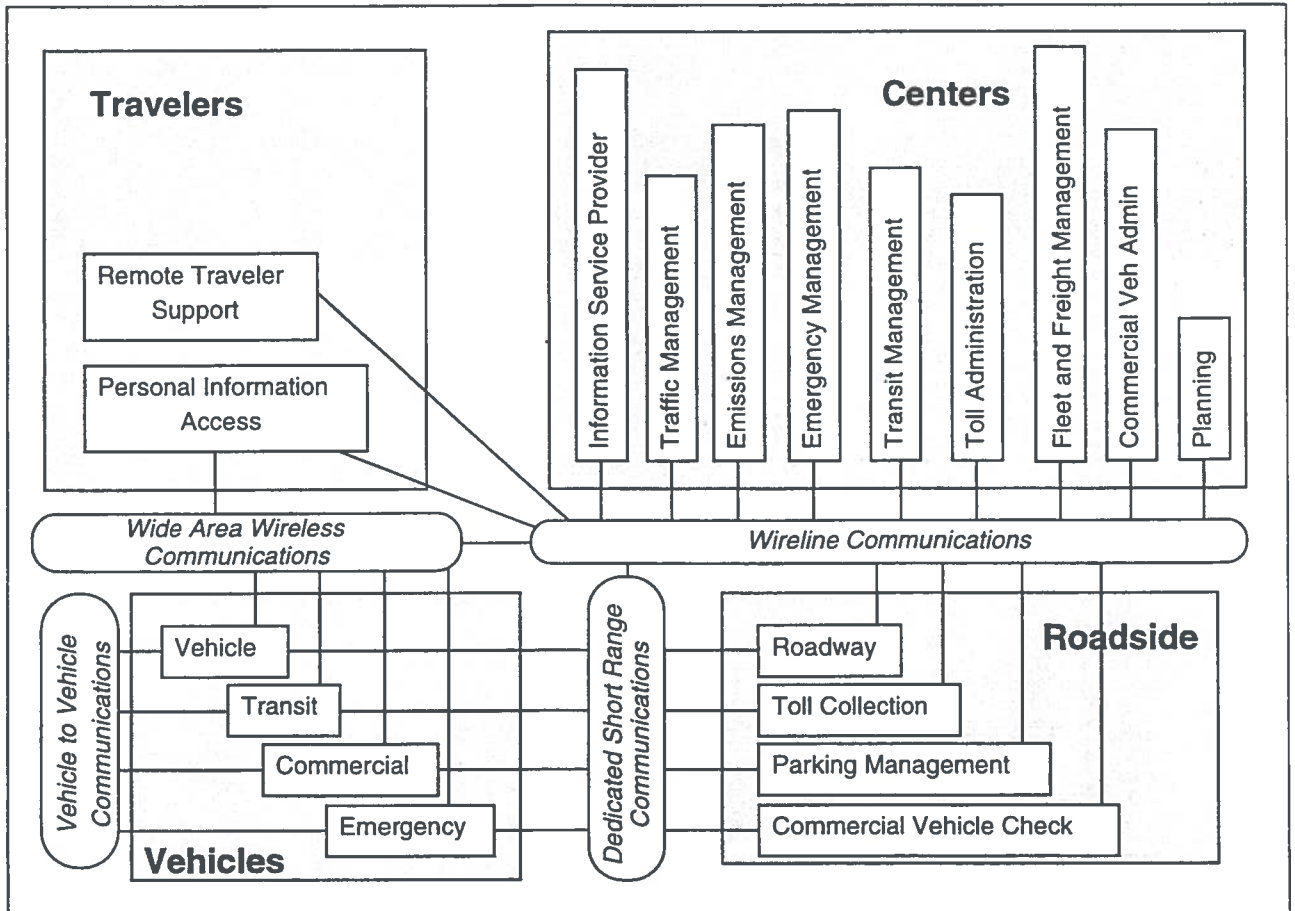 Travelers
Remote Traveler
Support
Personal Information
Access
Centers
Information Service Provider
Traffic Management
Emissions Management
Emergency Management
Transit Management
Toll Administration
Fleet and Freight Management
Commercial Veh Admin
Planning
Wide Area Wireless
Communications
Wireline Communications
Vehicle to Vehicle
Communications
Vehicle
Transit
Commercial
Emergency
Vehicles
Dedicated Short Range
Communications
Roadside
Roadway
Toll Collection
Parking Management
Commercial Vehicle Check